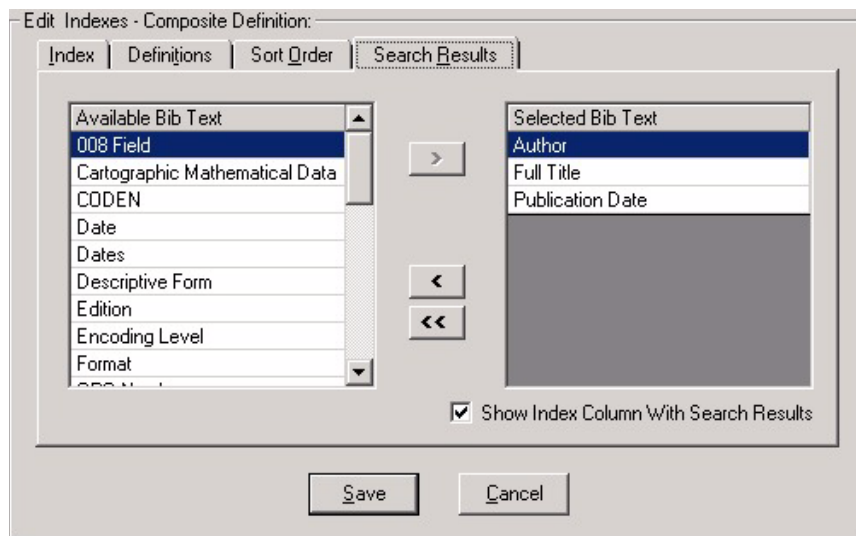 Edit Indexes - Composite Definition:
Index
Definitions
Sort Order
Search Results
Available Bib Text
008 Field
Cartographic Mathematical Data
CODEN
Date
Dates
Descriptive Form
Edition
Encoding Level
Format
>
<
<<
Selected Bib Text
Author
Full Title
Publication Date
Show Index Column With Search Results
Save
Cancel